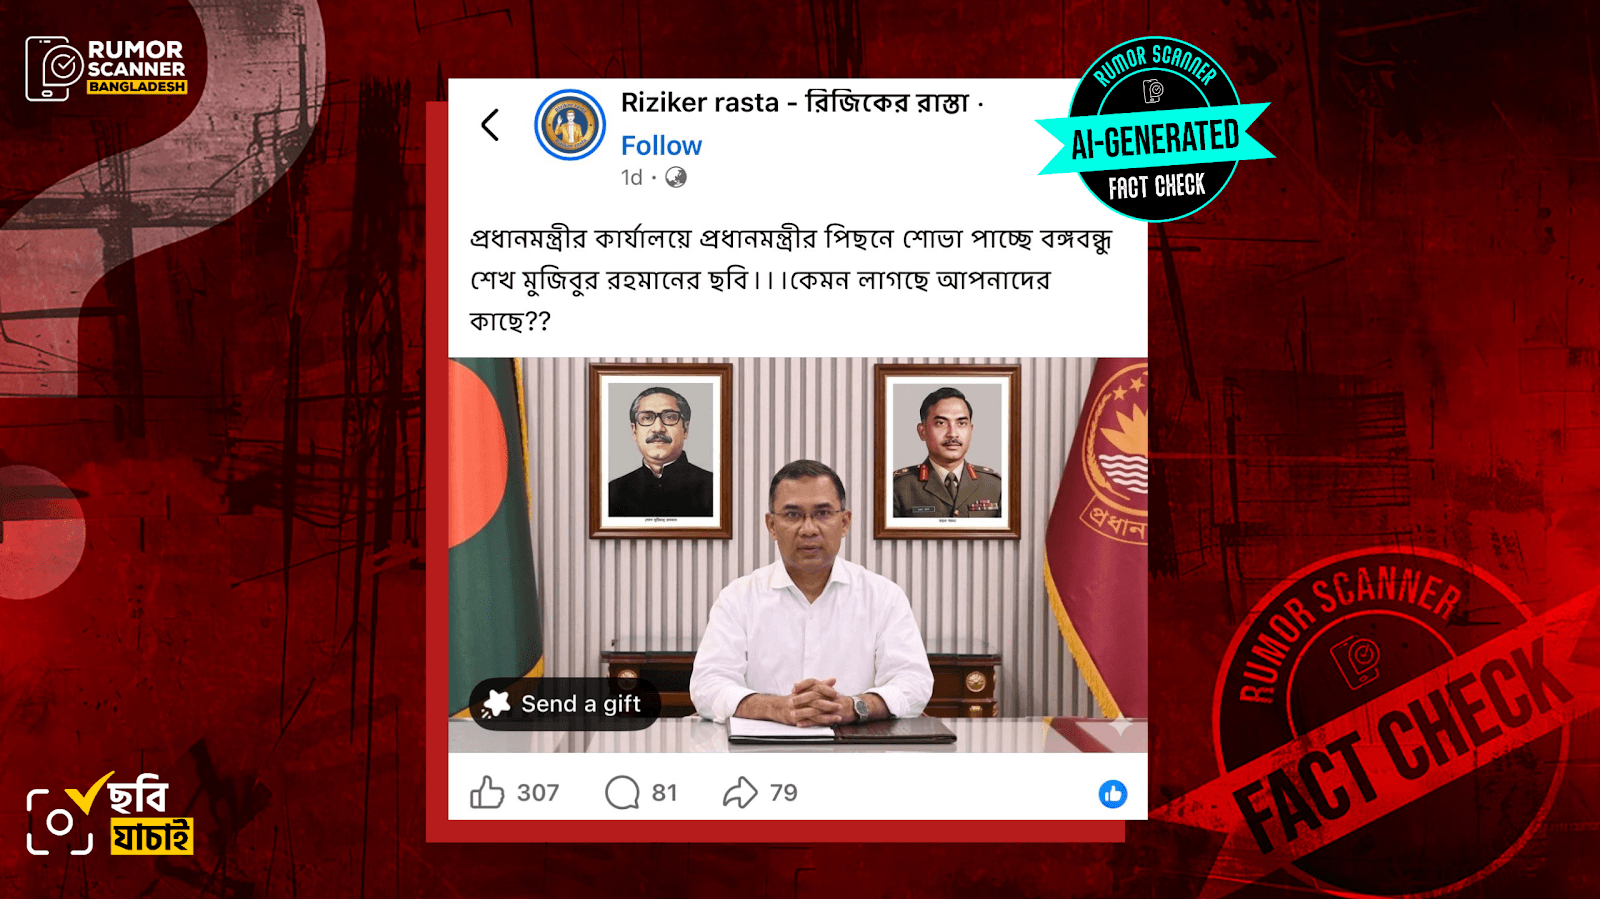 RUMOR
SCANNER
BANGLADESH
Riziker rasta - রিজিকের রাস্তা ·
Follow
1d ·
RUMOR SCANNER
AI-GENERATED
FACT CHECK
প্রধানমন্ত্রীর কার্যালয়ে প্রধানমন্ত্রীর পিছনে শোভা পাচ্ছে বঙ্গবন্ধু
শেখ মুজিবুর রহমানের ছবি।।।কেমন লাগছে আপনাদের
কাছে??
প্রধান
Send a gift
307 81 79
ছবি
যাচাই
RUMOR SCANNER
FACT CHECK